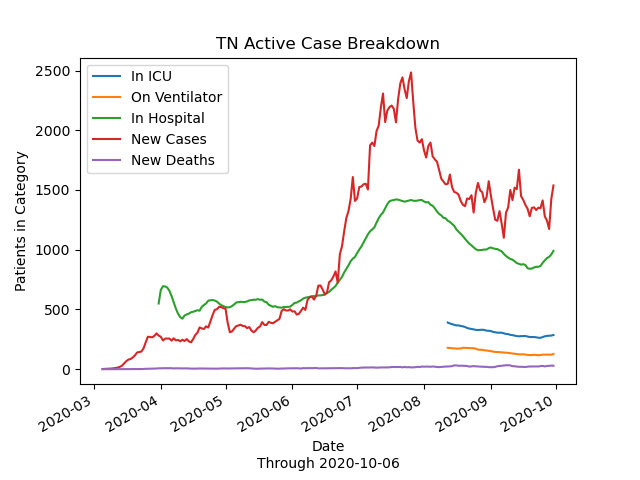 TN Active Case Breakdown
In ICU
On Ventilator
In Hospital
New Cases
New Deaths
Patients in Category
2500
2000
1500
1000
500
0
2020-03
2020-04
2020-05
2020-06
2020-07
2020-08
2020-09
2020-10
Date
Through 2020-10-06